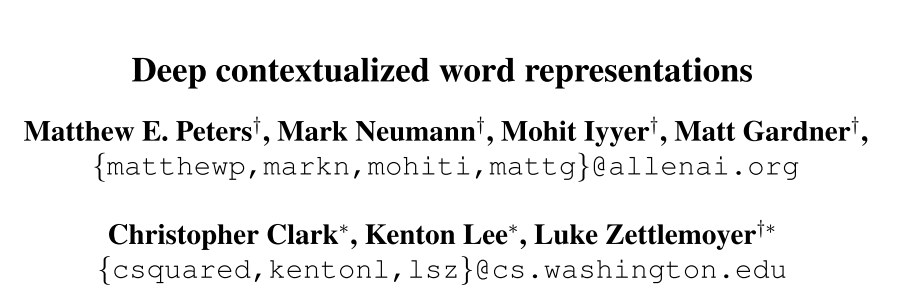 Deep contextualized word representations
Matthew E. Peters†, Mark Neumann†, Mohit Iyyer†, Matt Gardner†,
{matthewp,markn,mohiti,mattg}@allenai.org
Christopher Clark*, Kenton Lee*, Luke Zettlemoyer†*
{csquared,kentonl,lsz}@cs.washington.edu